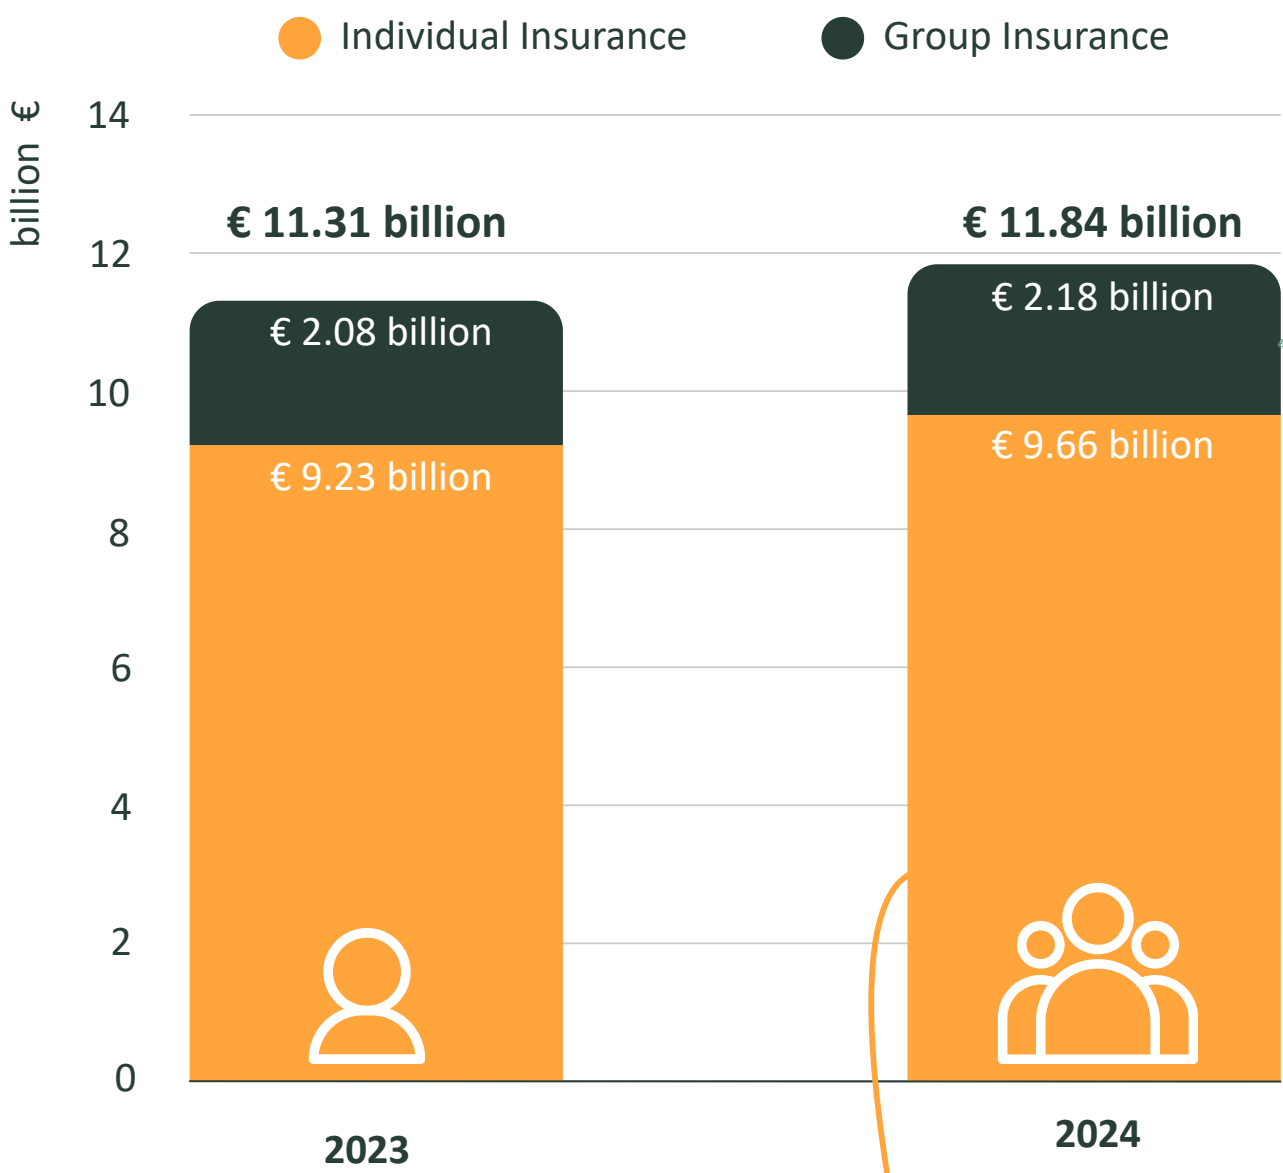 Individual Insurance
Group Insurance
billion €
14
12
10
8
6
4
2
0
€ 11.31 billion
€ 2.08 billion
€ 9.23 billion
2023
€ 11.84 billion
€ 2.18 billion
€ 9.66 billion
2024